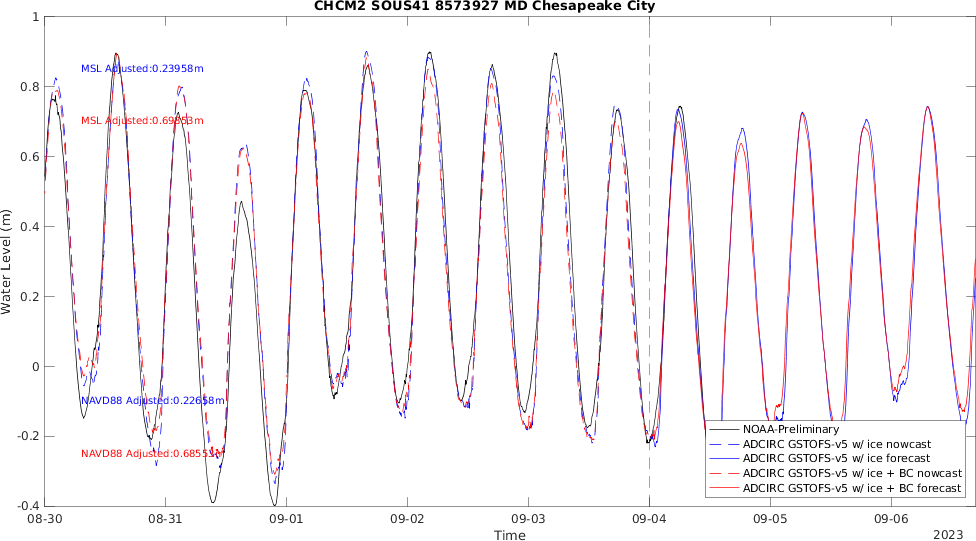 CHCM2 SOUS41 8573927 MD Chesapeake City
Water Level (m)
1
0.8
0.6
0.4
0.2
0
-0.2
-0.4
MSL Adjusted:0.23958m
MSL Adjusted:0.69853m
NAVD88 Adjusted:0.22658m
NAVD88 Adjusted:
NOAA-Preliminary
ADCIRC GSTOFS-v5 w/ ice nowcast
ADCIRC GSTOFS-v5 w/ ice forecast
ADCIRC GSTOFS-v5 w/ ice + BC nowcast
ADCIRC GSTOFS-v5 w/ ice + BC forecast
08-30
08-31
09-01
09-02
09-03
09-04
09-05
09-06
Time
2023